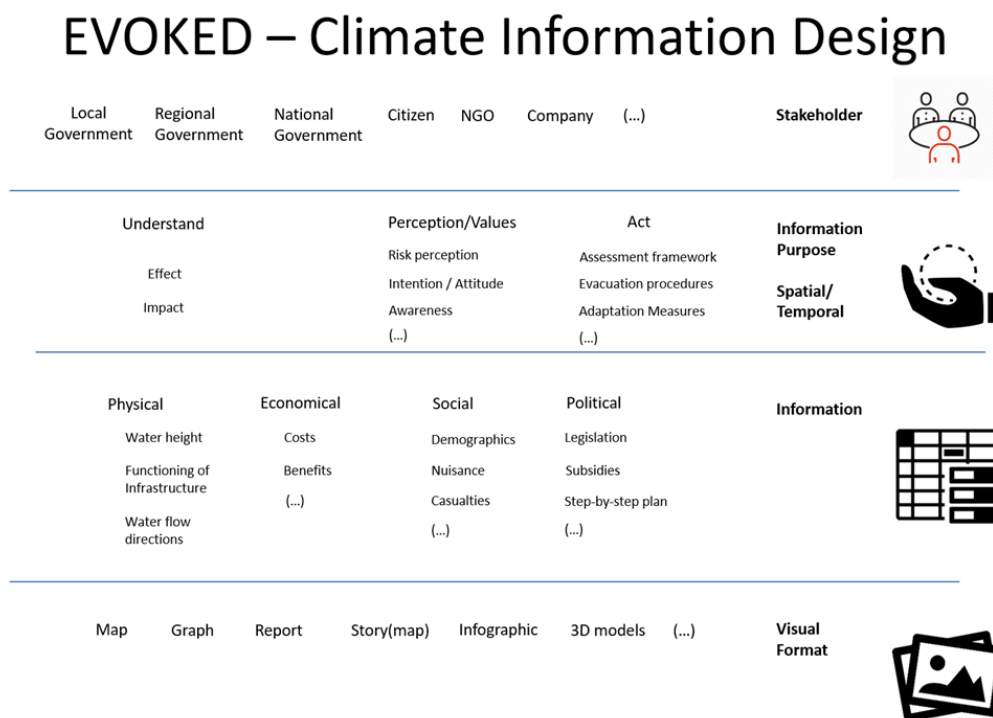 EVOKED – Climate Information Design
Local Government
Regional Government
National Government
Citizen
NGO
Company
(...)
Stakeholder
Understand
Effect
Impact
Perception/Values
Risk perception
Intention / Attitude
Awareness
(...)
Act
Assessment framework
Evacuation procedures
Adaptation Measures
(...)
Information
Purpose
Spatial/
Temporal
Physical
Water height
Functioning of
Infrastructure
Water flow
directions
Economical
Costs
Benefits
(...)
Social
Demographics
Nuisance
Casualties
(...)
Political
Legislation
Subsidies
Step-by-step plan
(...)
Information
Map
Graph
Report
Story(map)
Infographic
3D models
(...)
Visual
Format